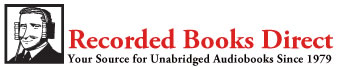 Recorded Books Direct
Your Source for Unabridged Audiobooks Since 1979